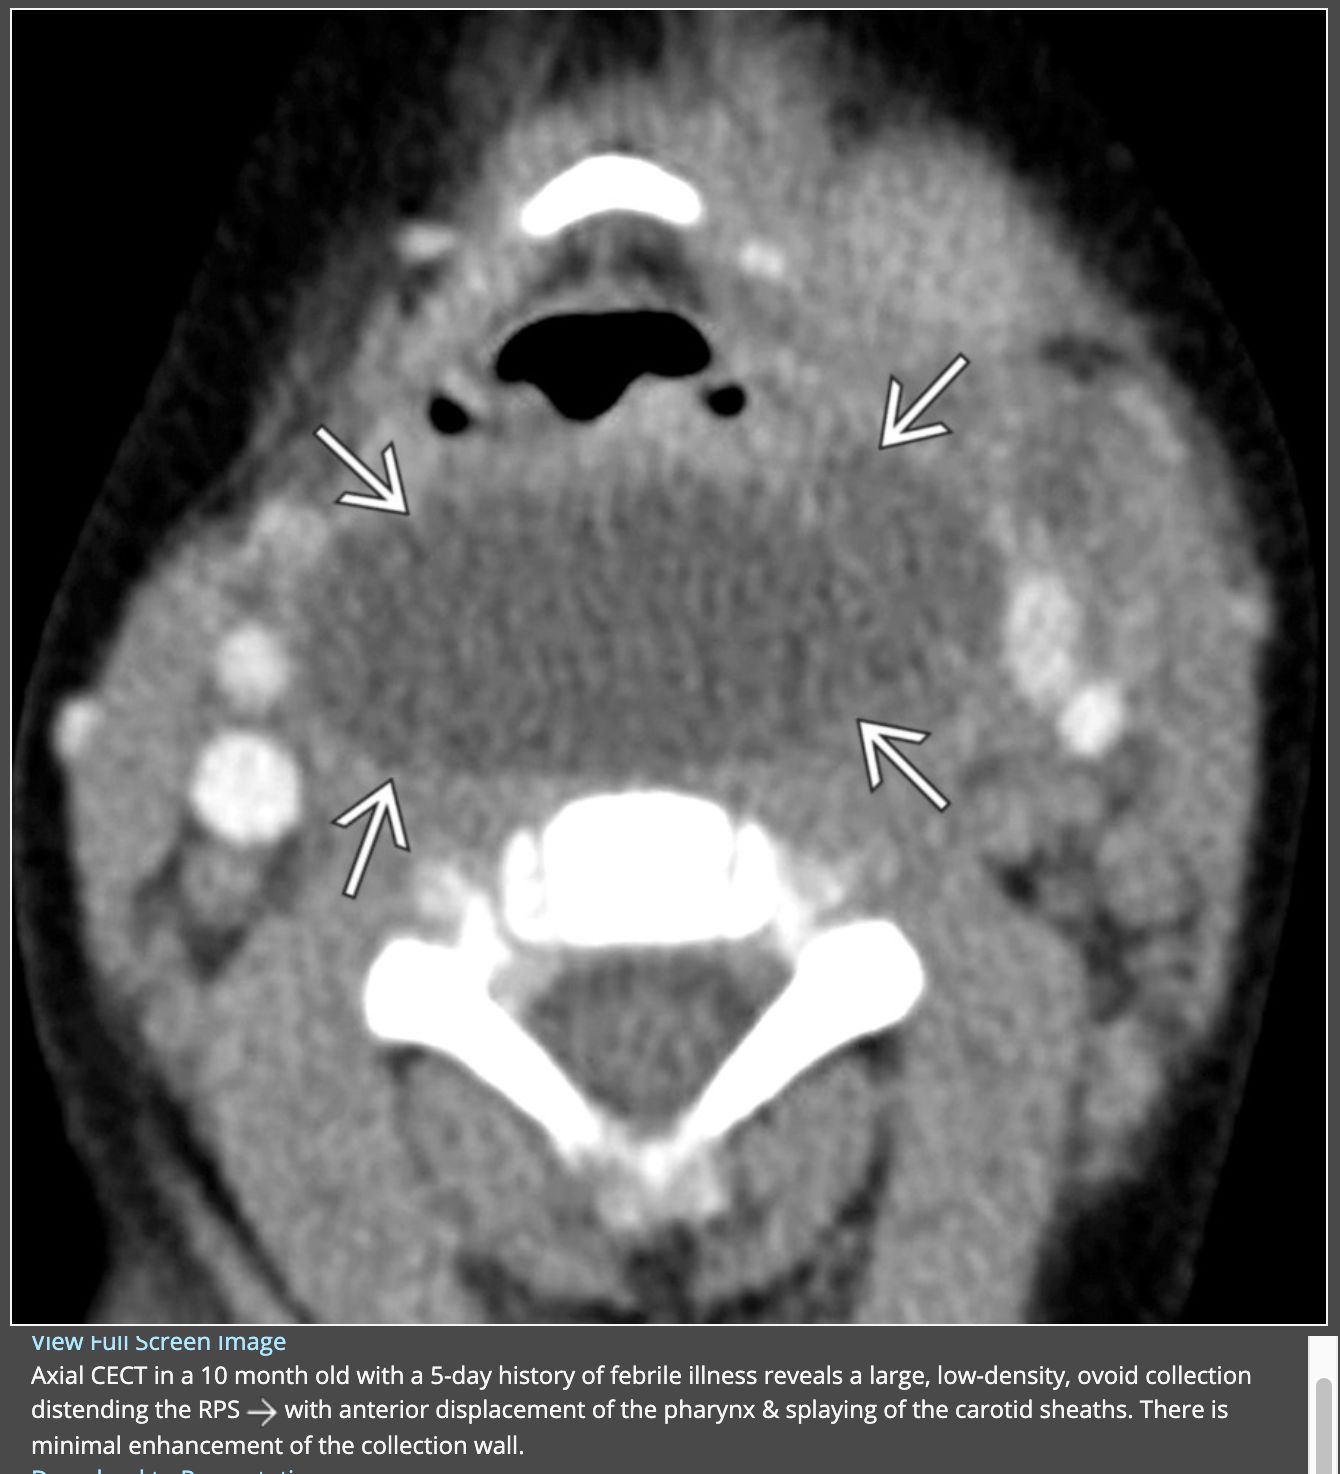 View Full Screen Image
Axial CECT in a 10 month old with a 5-day history of febrile illness reveals a large, low-density, ovoid collection
distending the RPS → with anterior displacement of the pharynx & splaying of the carotid sheaths. There is
minimal enhancement of the collection wall.